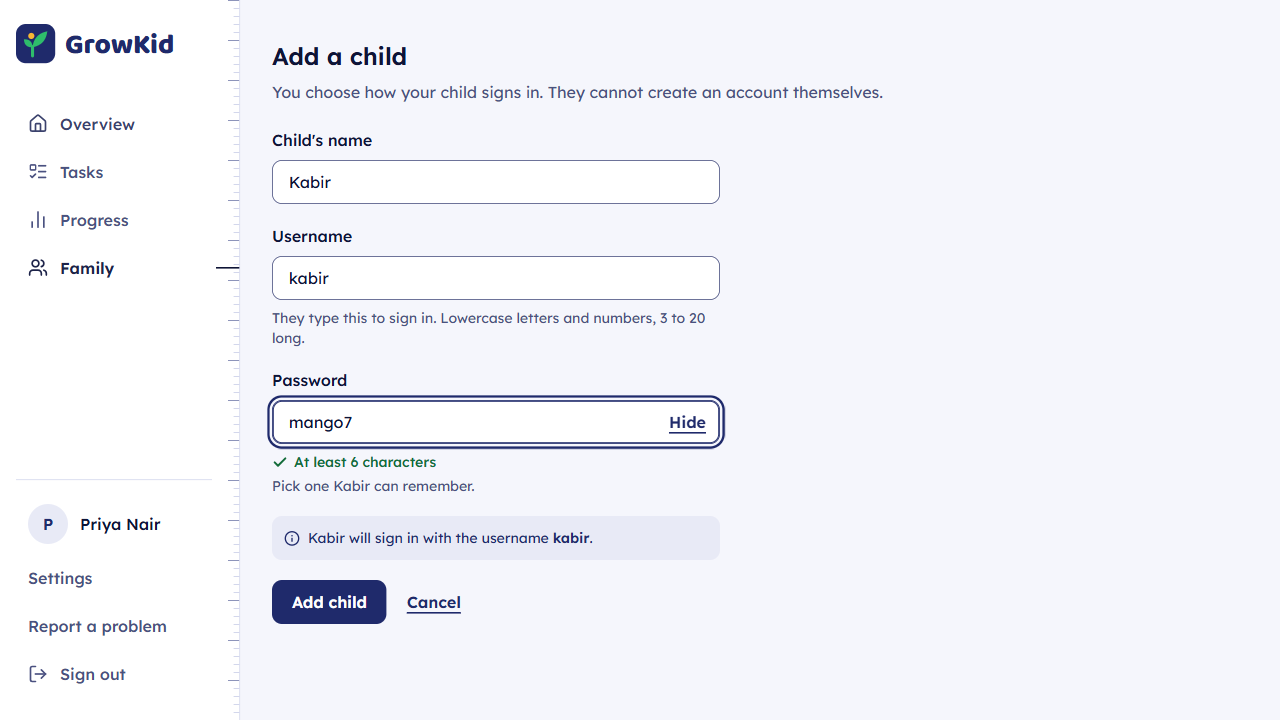 GrowKid
Overview
Tasks
Progress
Family
P
Priya Nair
Settings
Report a problem
Sign out
Add a child
You choose how your child signs in. They cannot create an account themselves.
Child's name
Kabir
Username
kabir
They type this to sign in. Lowercase letters and numbers, 3 to 20
long.
Password
mango7
Hide
At least 6 characters
Pick one Kabir can remember.
Kabir will sign in with the username kabir.
Add child
Cancel